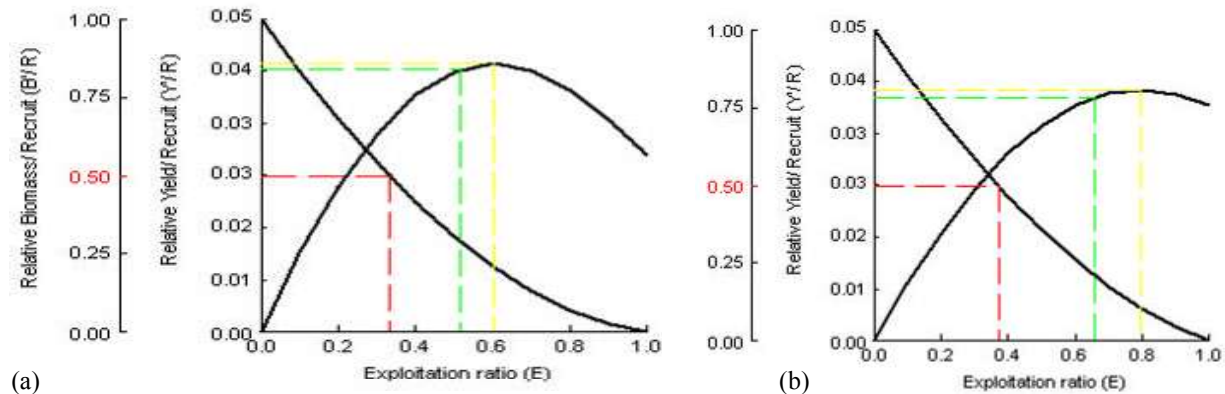 Relative Biomass/Recruit (B'/R)
1.00
0.75
0.50
0.25
0.00
Relative Yield/Recruit (Y'/R)
0.05
0.04
0.03
0.03
0.02
0.01
0.00
0.0 0.2 0.4 0.6 0.8 1.0
Exploitation ratio (E)
(a)
1.00
0.75
0.50
0.25
0.00
Relative Yield/Recruit (Y'/R)
0.05
0.04
0.03
0.03
0.02
0.01
0.00
0.0 0.2 0.4 0.6 0.8 1.0
Exploitation ratio (E)
(b)